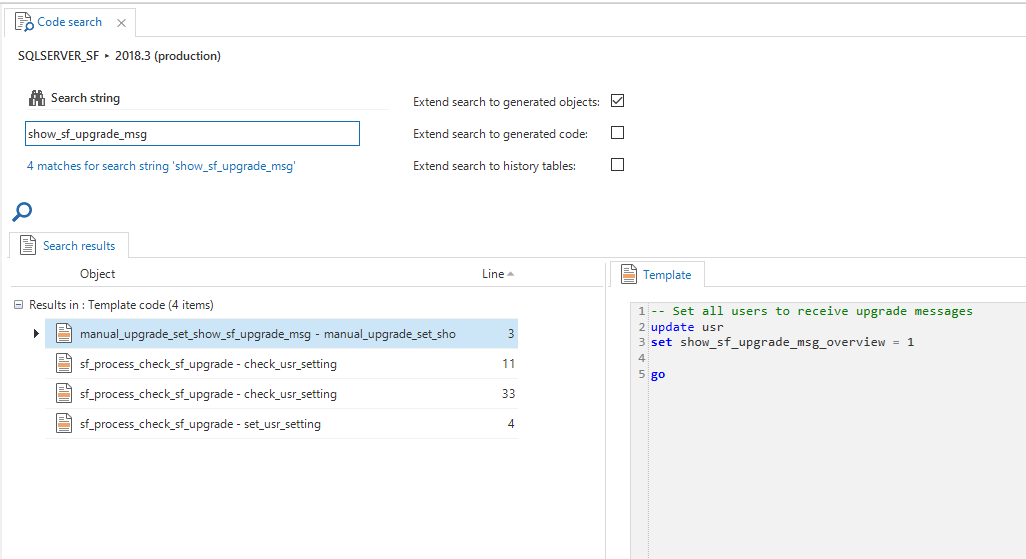 Code search
SQLSERVER_SF ▸ 2018.3 (production)
Search string
show_sf_upgrade_msg
4 matches for search string 'show_sf_upgrade_msg'
Extend search to generated objects:
Extend search to generated code:
Extend search to history tables:
Search results
Object Line
Results in : Template code (4 items)
manual_upgrade_set_show_sf_upgrade_msg - manual_upgrade_set_sho 3
sf_process_check_sf_upgrade - check_usr_setting 11
sf_process_check_sf_upgrade - check_usr_setting 33
sf_process_check_sf_upgrade - set_usr_setting 4
Template
1 -- Set all users to receive upgrade messages
2 update usr
3 set show_sf_upgrade_msg_overview = 1
4
5 go